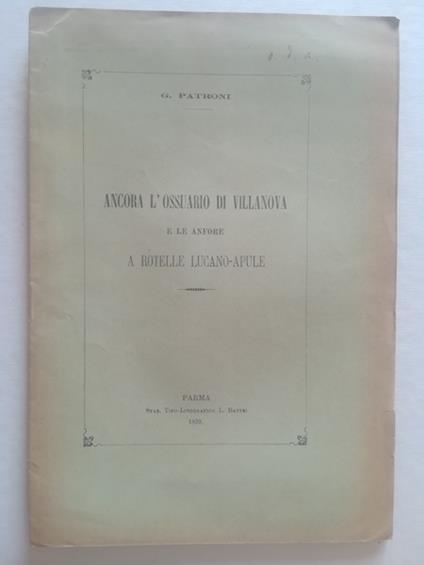 G. PATRONI
ANCORA L'OSSUARIO DI VILLANOVA
E LE ANFORE
A ROTELLE LUCANO-APULE
PARMA
STAB. TIPO-LITOGRAFICO L. BATTEI